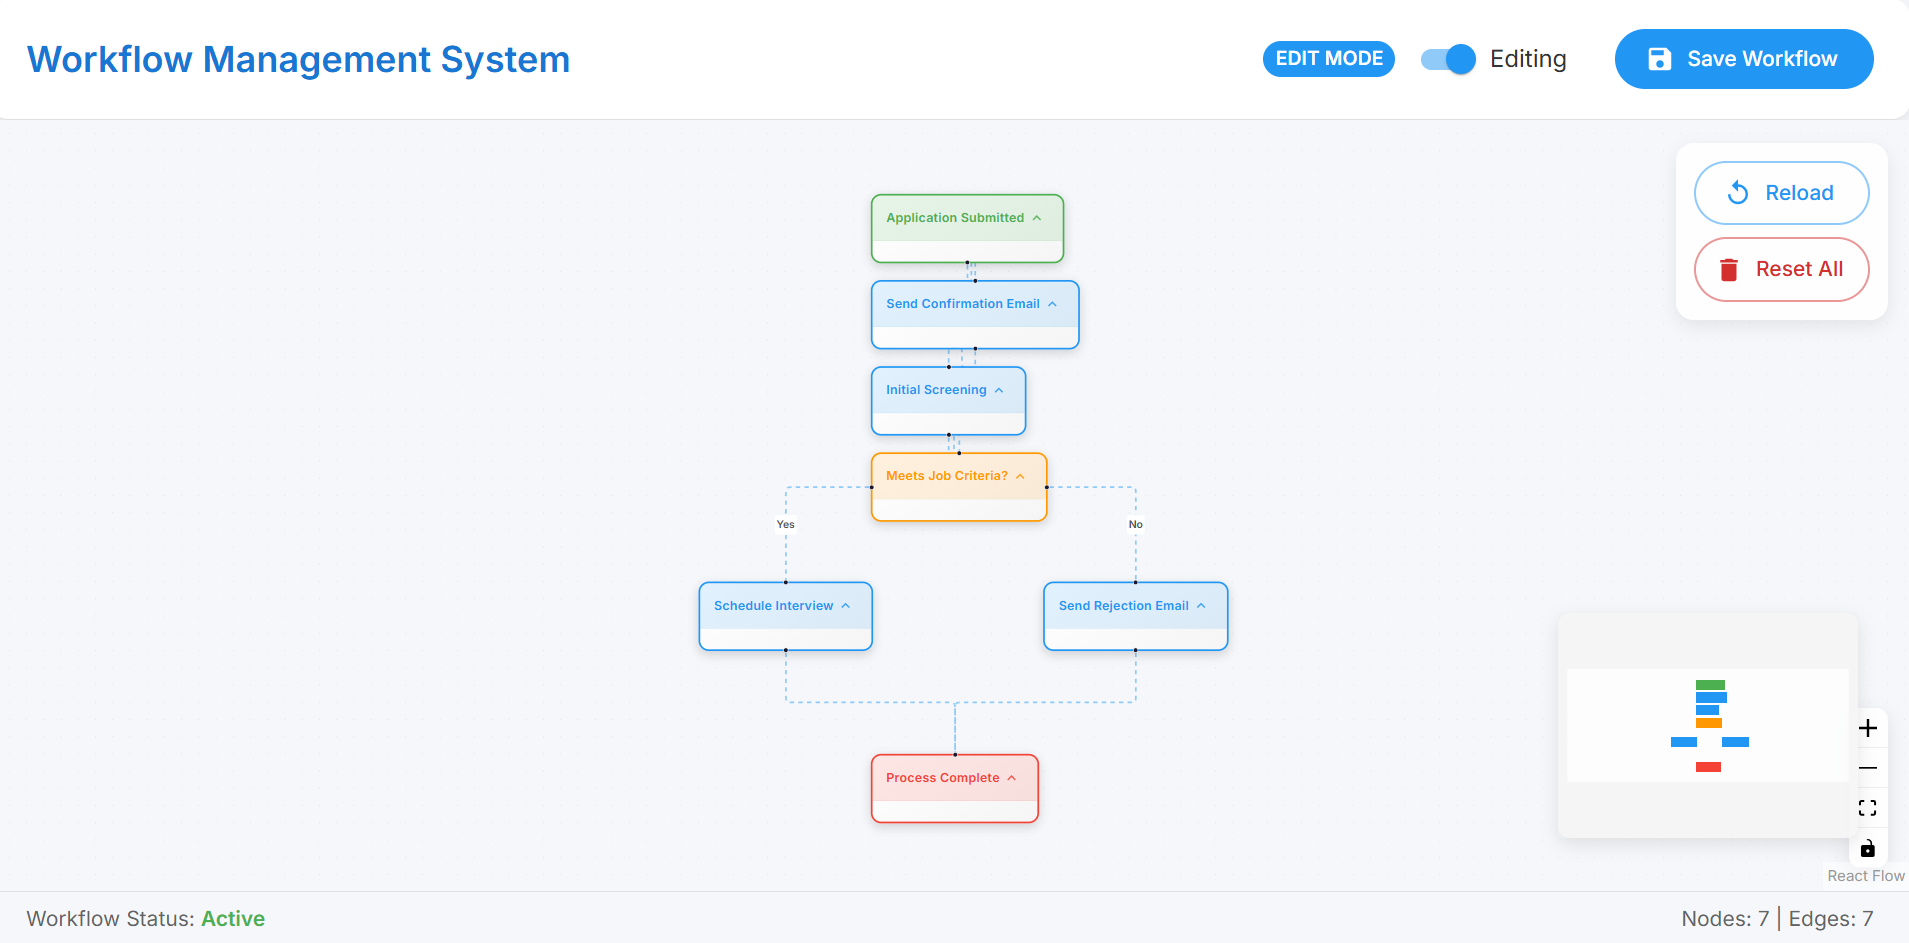 Workflow Management System
EDIT MODE
Editing
Save Workflow
Reload
Reset All
Application Submitted
Send Confirmation Email
Initial Screening
Meets Job Criteria?
Yes
No
Schedule Interview
Send Rejection Email
Process Complete
React Flow
Workflow Status: Active
Nodes: 7 | Edges: 7